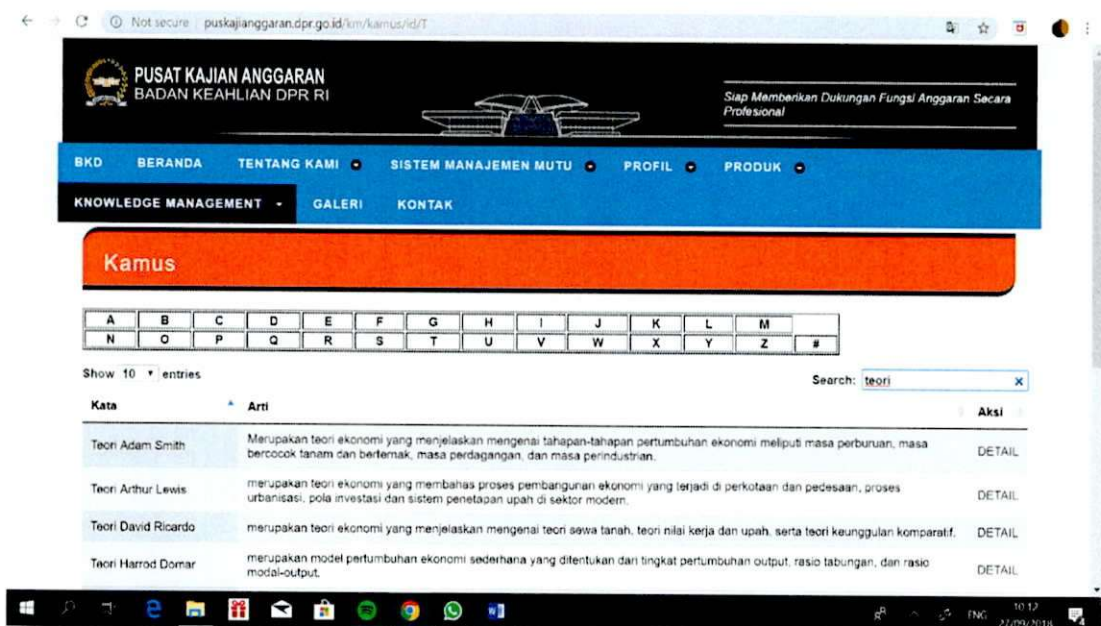 Not secure puskajianggaran.dpr.go.id/km/kamus/id/T
PUSAT KAJIAN ANGGARAN
BADAN KEAHLIAN DPR RI
Siap Memberikan Dukungan Fungsi Anggaran Secara
Profesional
BKD BERANDA TENTANG KAMI SISTEM MANAJEMEN MUTU PROFIL PRODUK
KNOWLEDGE MANAGEMENT GALERI KONTAK
Kamus
A B C D E F G H I J K L M
N O P Q R S T U V W X Y Z #
Show 10 entries
Search: teori
Kata Arti Aksi
Teori Adam Smith Merupakan teori ekonomi yang menjelaskan mengenai tahapan-tahapan pertumbuhan ekonomi meliputi masa perburuan, masa
bercocok tanam dan berternak, masa perdagangan, dan masa perindustrian. DETAIL
Teori Arthur Lewis merupakan teori ekonomi yang membahas proses pembangunan ekonomi yang terjadi di perkotaan dan pedesaan, proses
urbanisasi, pola investasi dan sistem penetapan upah di sektor modern. DETAIL
Teori David Ricardo merupakan teori ekonomi yang menjelaskan mengenai teori sewa tanah, teori nilai kerja dan upah, serta teori keunggulan komparatif. DETAIL
Teori Harrod Domar merupakan model pertumbuhan ekonomi sederhana yang ditentukan dari tingkat pertumbuhan output, rasio tabungan, dan rasio
modal-output. DETAIL
ENG 10:12
27/09/2018